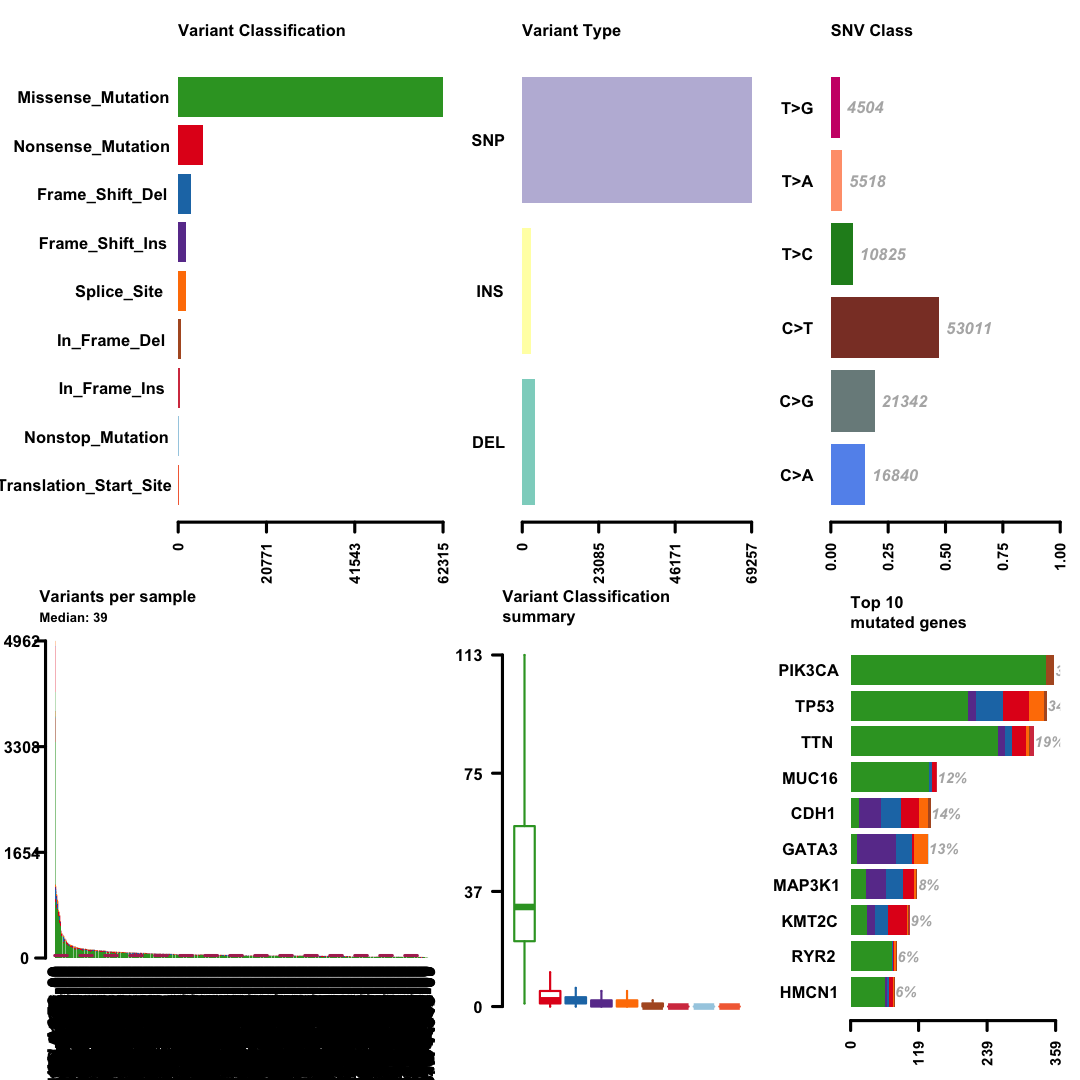 Variant Classification
Missense_Mutation
Nonsense_Mutation
Frame_Shift_Del
Frame_Shift_Ins
Splice_Site
In_Frame_Del
In_Frame_Ins
Nonstop_Mutation
Translation_Start_Site
0
20771
41543
62315
Variant Type
SNP
INS
DEL
0
23085
46171
69257
SNV Class
T>G
4504
T>A
5518
T>C
10825
C>T
53011
C>G
21342
C>A
16840
0.00
0.25
0.50
0.75
1.00
Variants per sample
Median: 39
4962
3308
1654
0
Variant Classification
summary
113
75
37
0
Top 10
mutated genes
PIK3CA
TP53
34
TTN
19%
MUC16
12%
CDH1
14%
GATA3
13%
MAP3K1
8%
KMT2C
9%
RYR2
6%
HMCN1
6%
0
119
239
359